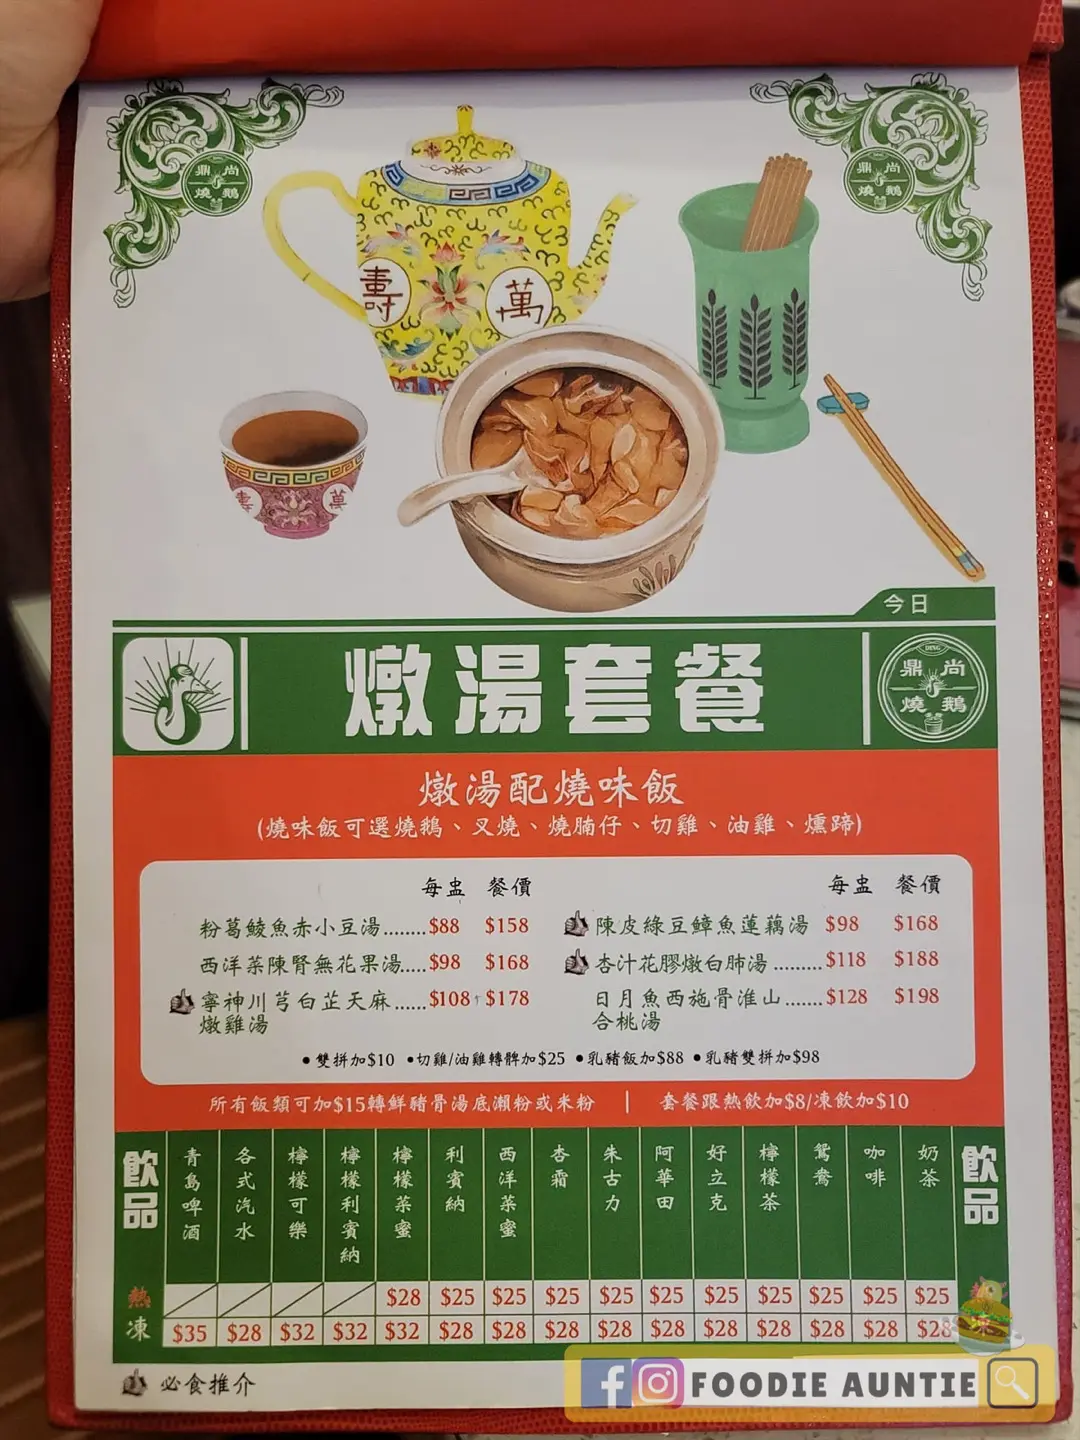 鼎 尚
燒 鵝
鼎 尚
燒 鵝
壽 萬
壽 萬
今日
燉湯套餐
DING
鼎 尚
燒 鵝
燉湯配燒味飯
(燒味飯可選燒鵝、叉燒、燒腩仔、切雞、油雞、燻蹄)
每盅 餐價
粉葛鯪魚赤小豆湯........$88 $158
西洋菜陳腎無花果湯.....$98 $168
寧神川芎白芷天麻......$108 $178
燉雞湯
每盅 餐價
陳皮綠豆鱆魚蓮藕湯 $98 $168
杏汁花膠燉白肺湯.........$118 $188
日月魚西施骨淮山.......$128 $198
合桃湯
•雙拼加$10 •切雞/油雞轉髀加$25 •乳豬飯加$88 •乳豬雙拼加$98
所有飯類可加$15轉鮮豬骨湯底瀨粉或米粉 | 套餐跟熱飲加$8/凍飲加$10
飲品 青島啤酒 各式汽水 檸檬可樂 檸檬利賓納 檸檬菜蜜 利賓納 西洋菜蜜 杏霜 朱古力 阿華田 好立克 檸檬茶 鴛鴦 咖啡 奶茶 飲品
熱 $28 $25 $25 $25 $25 $25 $25 $25 $25 $25 $25
凍 $35 $28 $32 $32 $32 $28 $28 $28 $28 $28 $28 $28 $28 $28 $28
必食推介
FOODIE AUNTIE